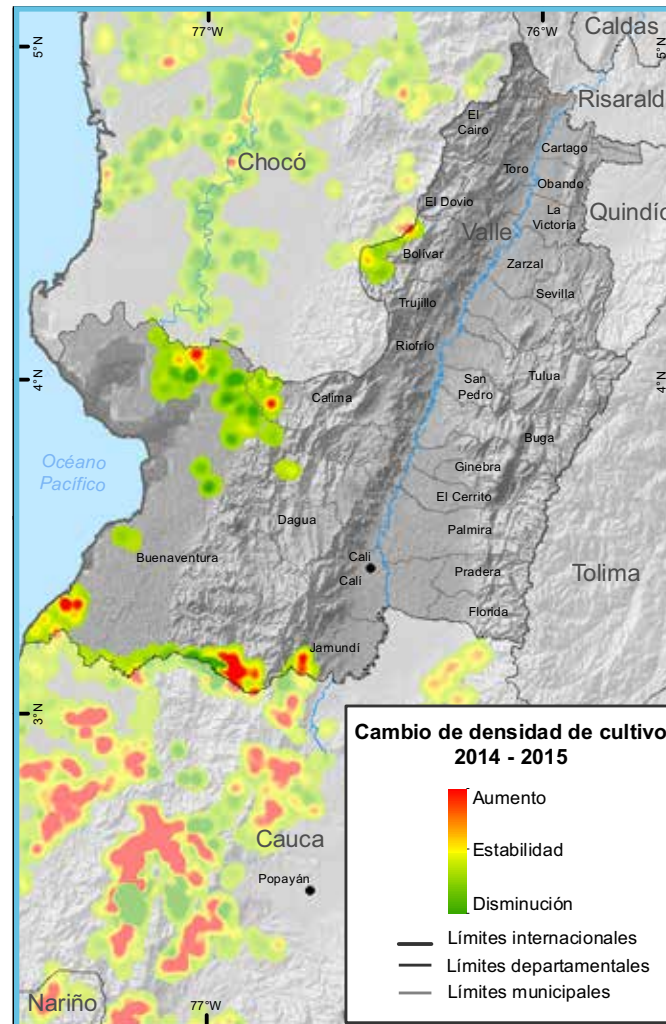 77°W
76°W
Caldas
5°N
5°N
Risarald
El
Cairo
Cartago
Chocó
Toro
Obando
El Dovio
La
Victoria
Quindío
Valle
Bolívar
Zarzal
Sevilla
Trujillo
Riofrío
4°N
4°N
San
Pedro
Tulua
Calima
Buga
Océano
Pacífico
Ginebra
El Cerrito
Dagua
Palmira
Buenaventura
Cali
Calí
Pradera
Tolima
Florida
Jamundí
3°N
Cambio de densidad de cultivo
2014 - 2015
Aumento
Estabilidad
Disminución
Límites internacionales
Límites departamentales
Límites municipales
Cauca
Popayán
Nariño
77°W